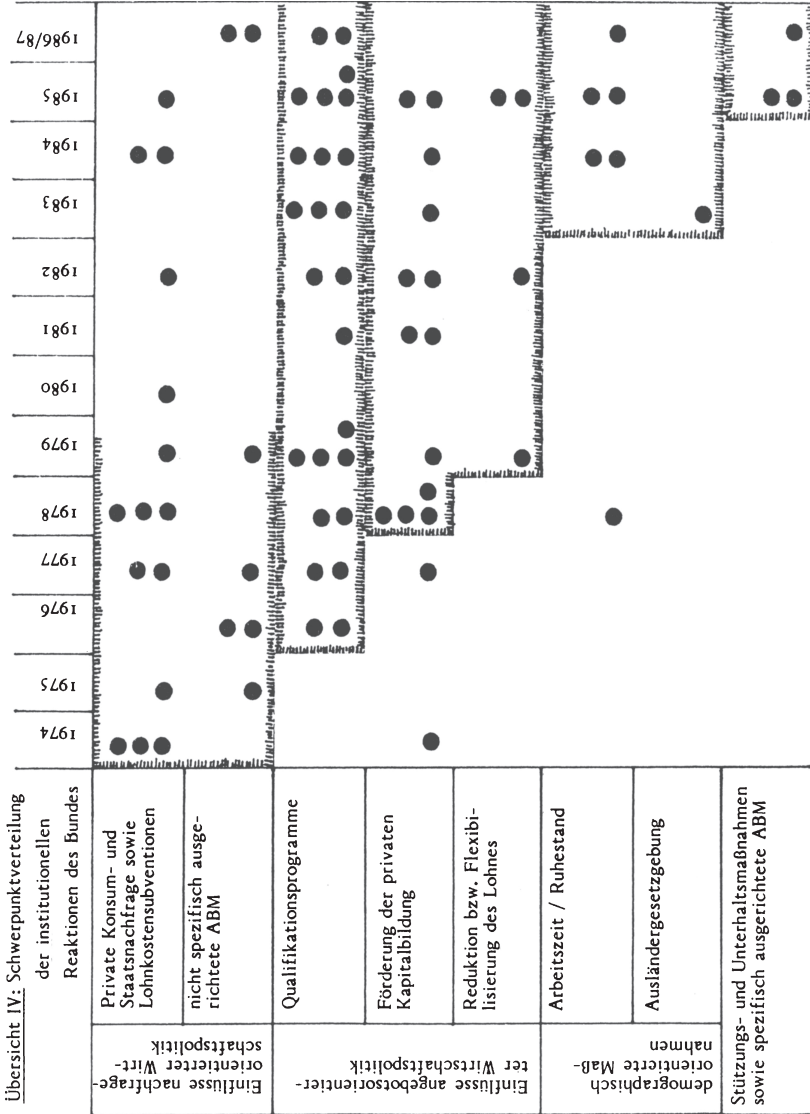 Übersicht IV: Schwerpunktverteilung
der institutionellen
Reaktionen des Bundes
1974
1975
1976
1977
1978
1979
1980
1981
1982
1983
1984
1985
1986/87
Einflüsse nachfrage-
orientierter Wirt-
schaftspolitik
Private Konsum- und
Staatsnachfrage sowie
Lohnkostensubventionen
nicht spezifisch ausge-
richtete ABM
Einflüsse angebotsorientier-
ter Wirtschaftspolitik
Qualifikationsprogramme
Förderung der privaten
Kapitalbildung
Reduktion bzw. Flexibi-
lisierung des Lohnes
demographisch
orientierte Maß-
nahmen
Arbeitszeit / Ruhestand
Ausländergesetzgebung
Stützungs- und Unterhaltsmaßnahmen
sowie spezifisch ausgerichtete ABM